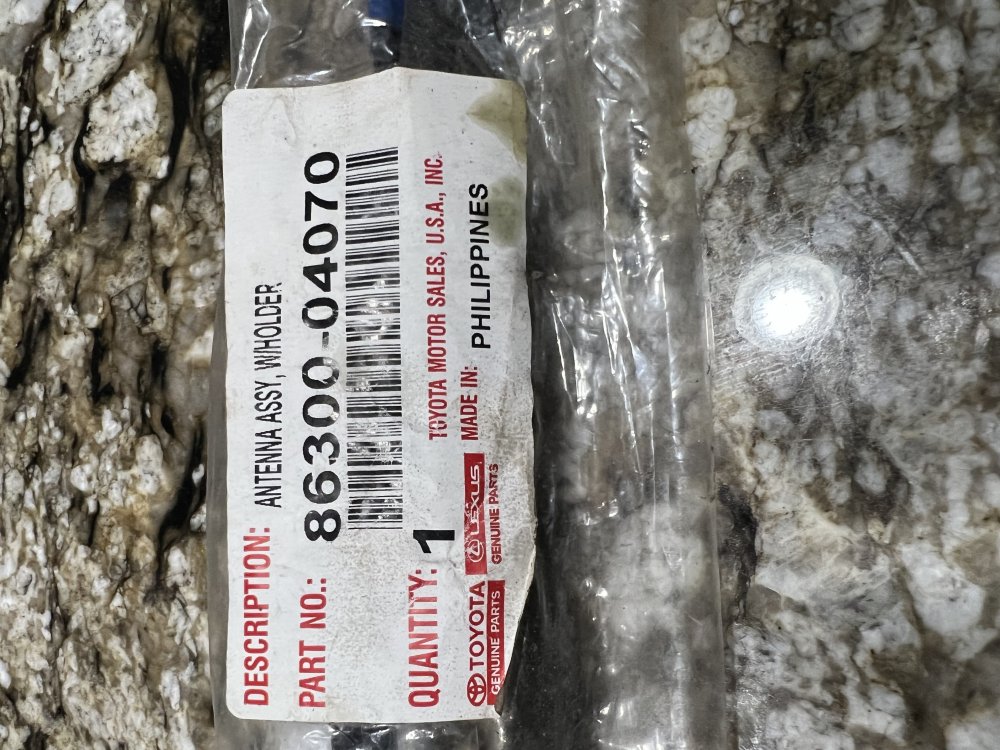 DESCRIPTION: ANTENNA ASSY, W/HOLDER
PART NO.: 86300-04070
QUANTITY: 1
TOYOTA MOTOR SALES, U.S.A., INC.
MADE IN: PHILIPPINES
TOYOTA
GENUINE PARTS
LEXUS
GENUINE PARTS